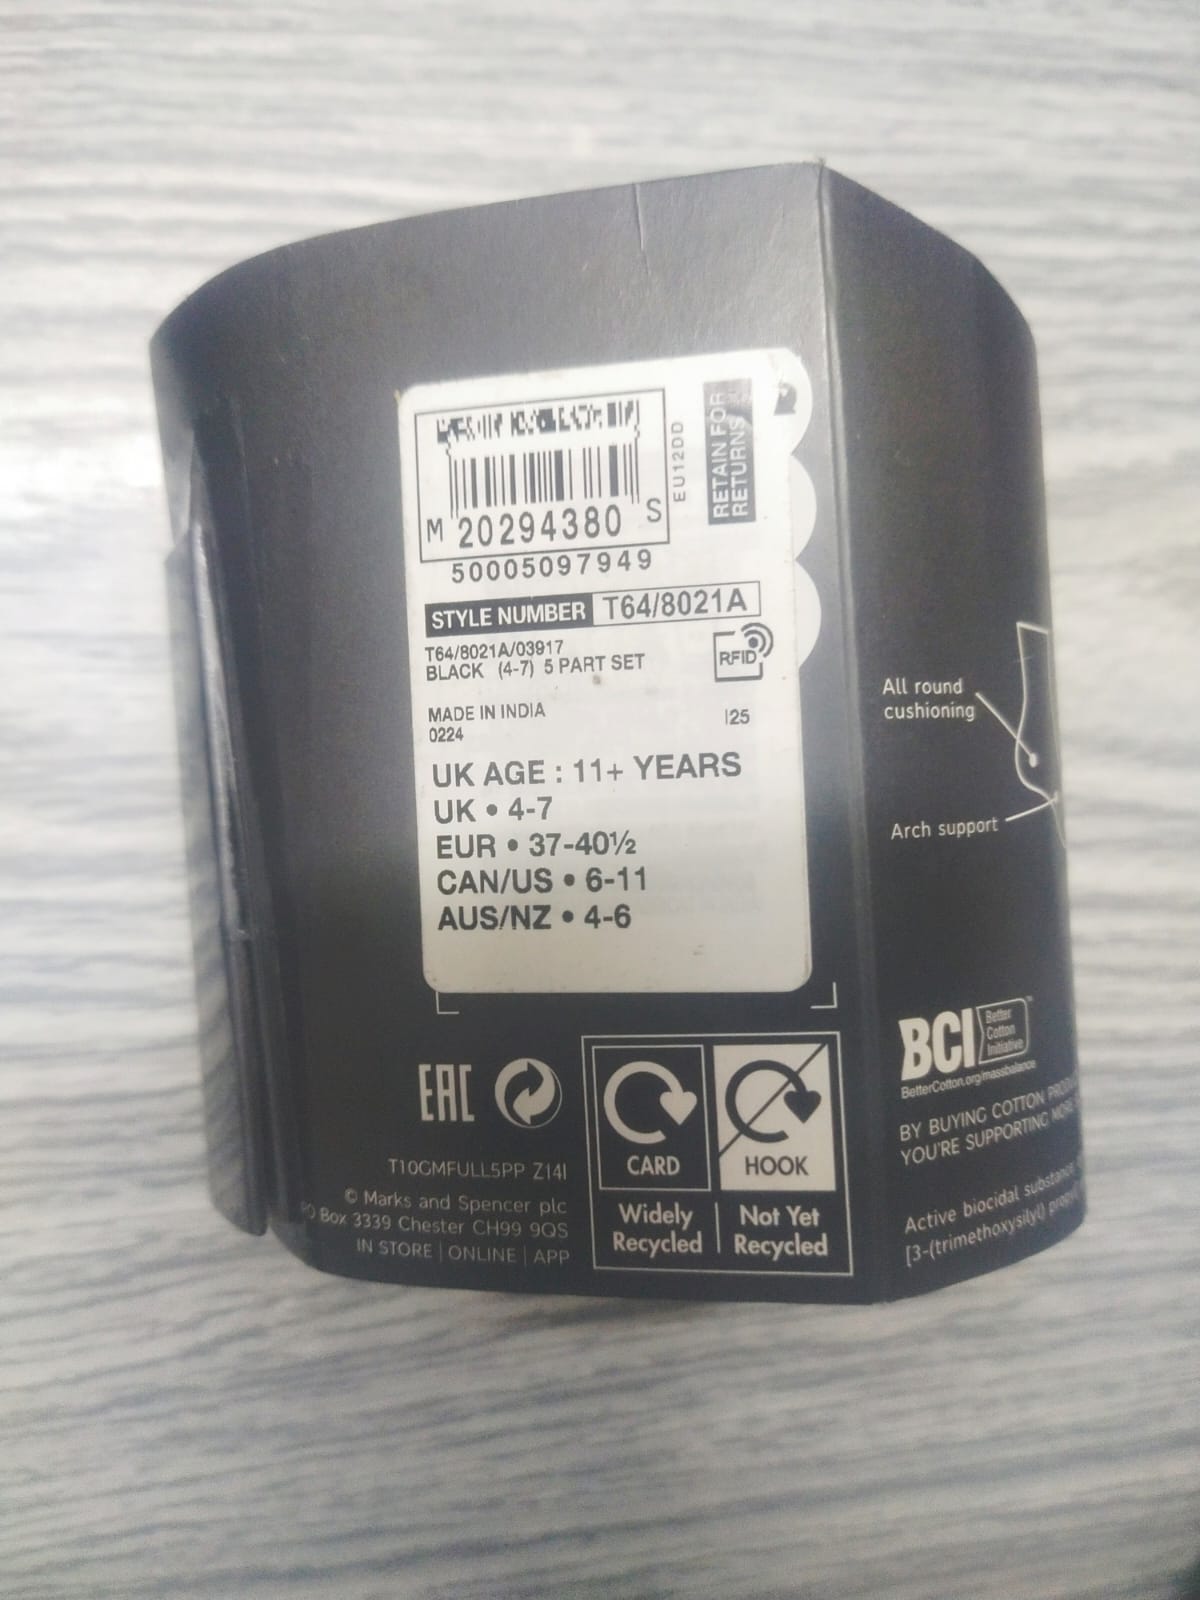 M 20294380 S
50005097949
EU12DD
RETAIN FOR
RETURNS
STYLE NUMBER T64/8021A
T64/8021A/03917
BLACK (4-7) 5 PART SET
RFID
MADE IN INDIA
0224
I25
UK AGE : 11+ YEARS
UK • 4-7
EUR • 37-40½
CAN/US • 6-11
AUS/NZ • 4-6
EAC
T10GMFULL5PP Z14I
© Marks and Spencer plc
PO Box 3339 Chester CH99 9QS
IN STORE | ONLINE | APP
CARD
Widely
Recycled
HOOK
Not Yet
Recycled
All round
cushioning
Arch support
BCI Better
Cotton
Initiative™
BetterCotton.org/massbalance
BY BUYING COTTON
YOU'RE SUPPORTING MORE
Active biocidal substance
[3-(trimethoxysilyl)